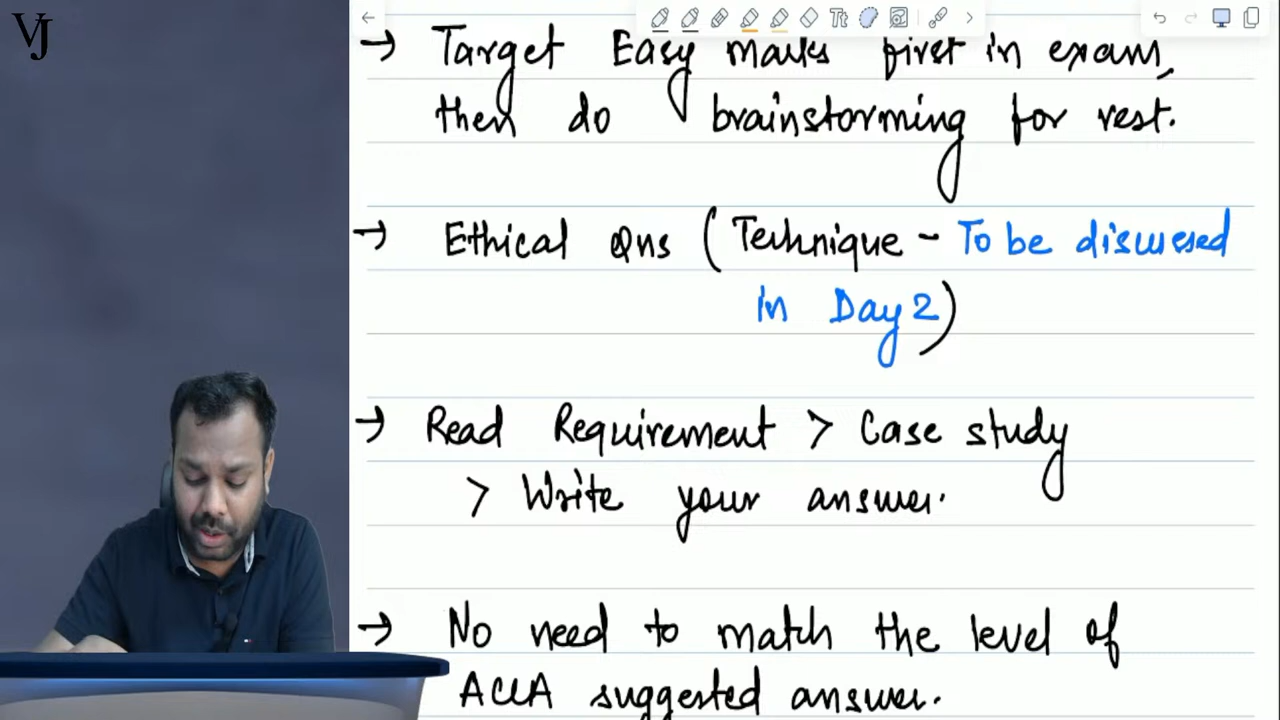 VJ
→ Target Easy marks first in exam,
then do brainstorming for rest.
→ Ethical Qns (Technique - To be discussed
in Day 2)
→ Read Requirement > Case study
> Write your answer.
→ No need to match the level of
ACCA suggested answer.